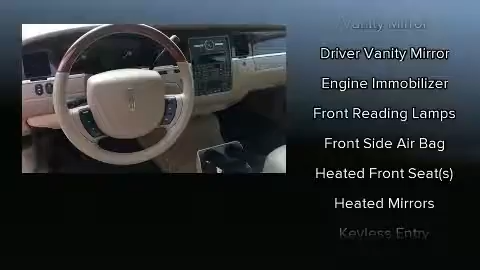 Vanity Mirror
Driver Vanity Mirror
Engine Immobilizer
Front Reading Lamps
Front Side Air Bag
Heated Front Seat(s)
Heated Mirrors
Keyless Entry